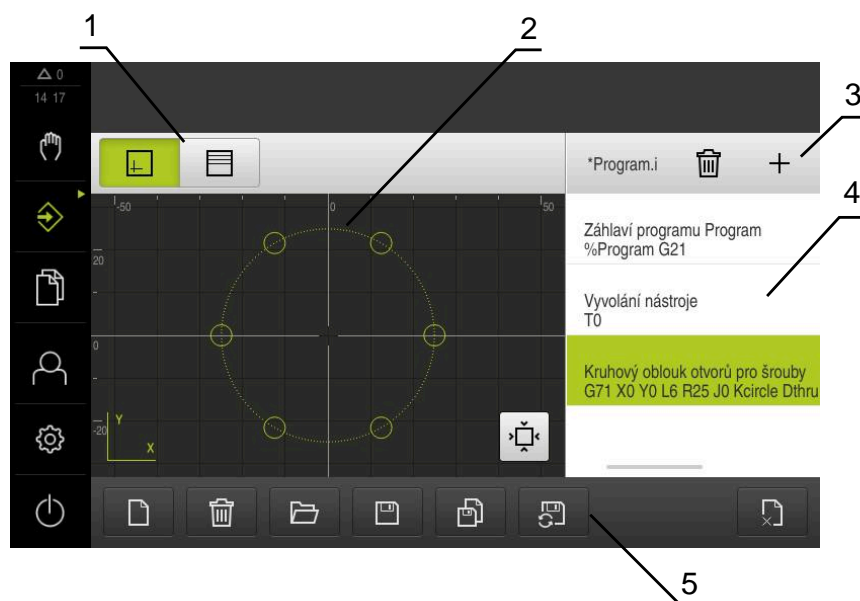 1
2
3
4
5
0
14 17
*Program.i
-50
0
50
20
0
-20
Y
X
Záhlaví programu Program
%Program G21
Vyvolání nástroje
T0
Kruhový oblouk otvorů pro šrouby
G71 X0 Y0 L6 R25 J0 Kcircle Dthru